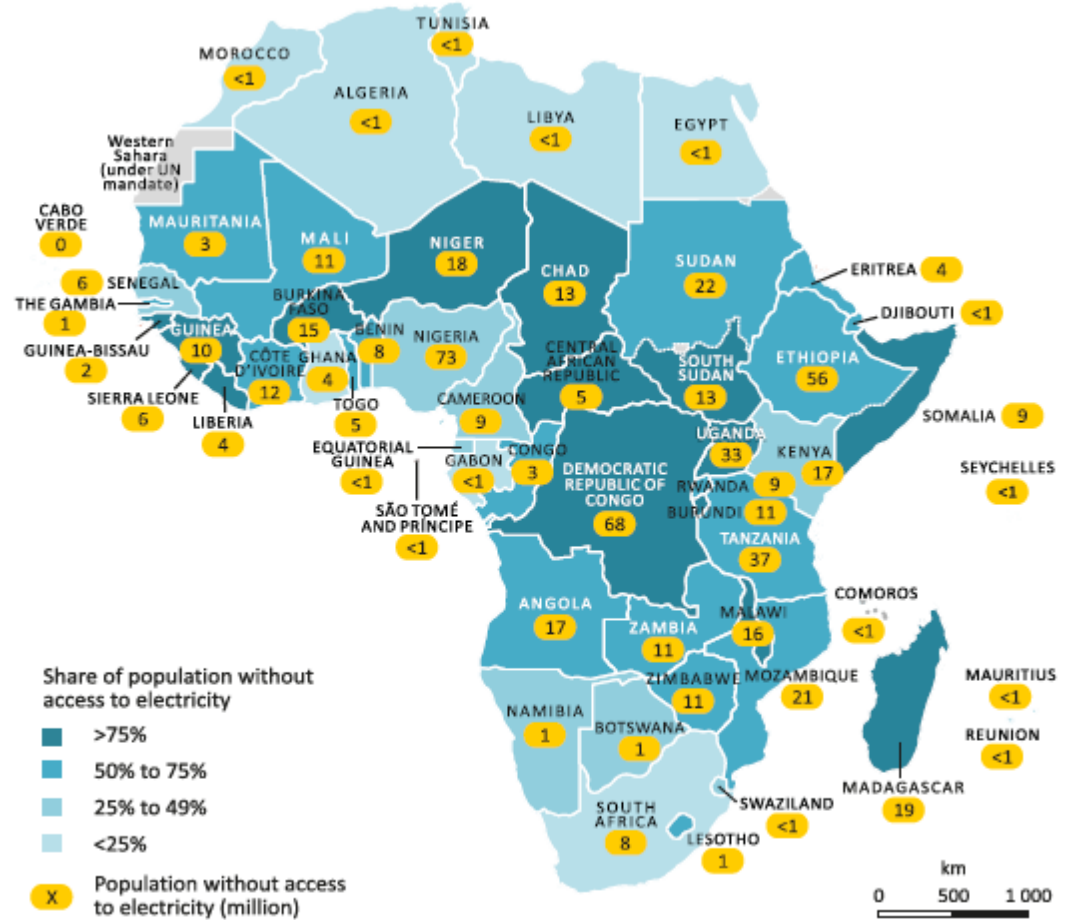 TUNISIA
<1
MOROCCO
<1
ALGERIA
<1
LIBYA
<1
EGYPT
<1
Western
Sahara
(under UN
mandate)
CABO
VERDE
0
MAURITANIA
3
MALI
11
NIGER
18
CHAD
13
SUDAN
22
ERITREA 4
DJIBOUTI <1
6 SENEGAL
THE GAMBIA
1
GUINEA-BISSAU
2
GUINEA
10
SIERRA LEONE
6
LIBERIA
4
BURKINA
FASO
15
CÔTE
D'IVOIRE
12
GHANA
4
TOGO
5
BENIN
8
NIGERIA
73
CAMEROON
9
CENTRAL
AFRICAN
REPUBLIC
5
SOUTH
SUDAN
13
ETHIOPIA
56
SOMALIA 9
SEYCHELLES
<1
EQUATORIAL
GUINEA
<1
SÃO TOMÉ
AND PRÍNCIPE
<1
GABON
<1
CONGO
3
DEMOCRATIC
REPUBLIC OF
CONGO
68
UGANDA
33
KENYA
17
RWANDA 9
BURUNDI 11
TANZANIA
37
ANGOLA
17
ZAMBIA
11
MALAWI
16
COMOROS
<1
ZIMBABWE
11
MOZAMBIQUE
21
MAURITIUS
<1
REUNION
<1
MADAGASCAR
19
NAMIBIA
1
BOTSWANA
1
SOUTH
AFRICA
8
SWAZILAND
<1
LESOTHO
1
Share of population without
access to electricity
>75%
50% to 75%
25% to 49%
<25%
X Population without access
to electricity (million)
km
0 500 1 000